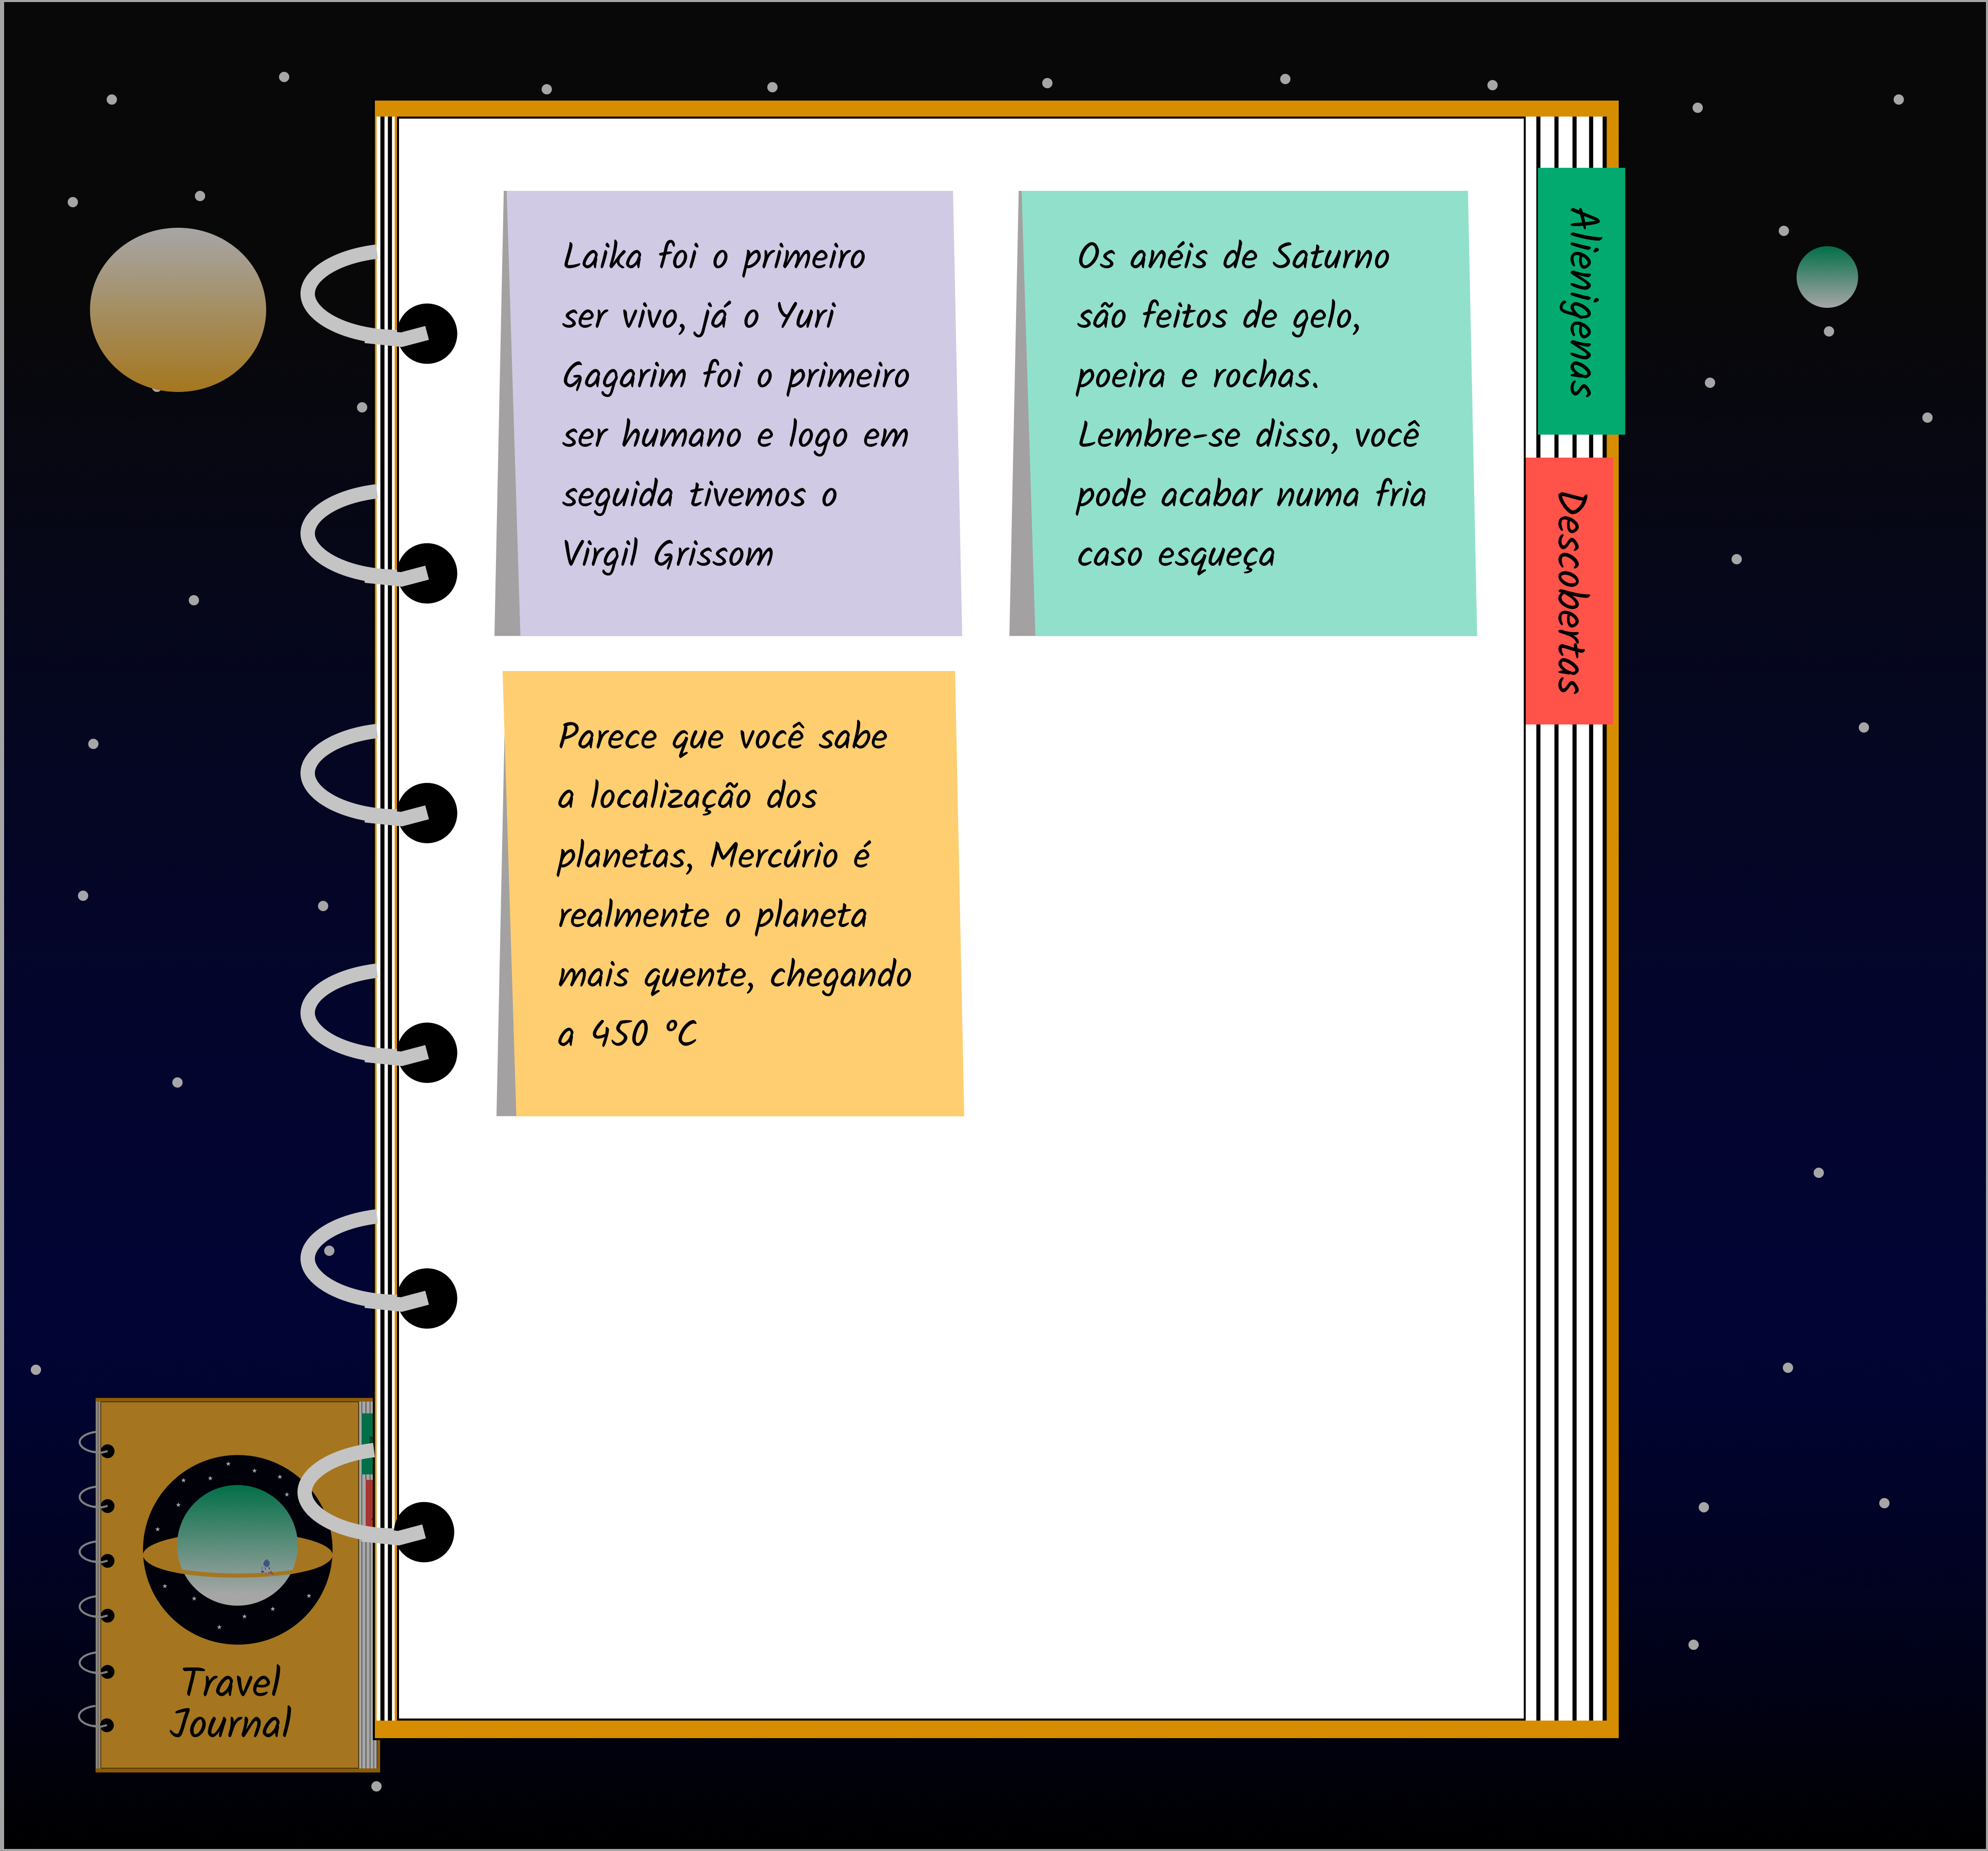 Laika foi o primeiro
ser vivo, já o Yuri
Gagarim foi o primeiro
ser humano e logo em
seguida tivemos o
Virgil Grissom
Os anéis de Saturno
são feitos de gelo,
poeira e rochas.
Lembre-se disso, você
pode acabar numa fria
caso esqueça
Parece que você sabe
a localização dos
planetas, Mercúrio é
realmente o planeta
mais quente, chegando
a 450 ºC
Alienígenas
Descobertas
Travel
Journal